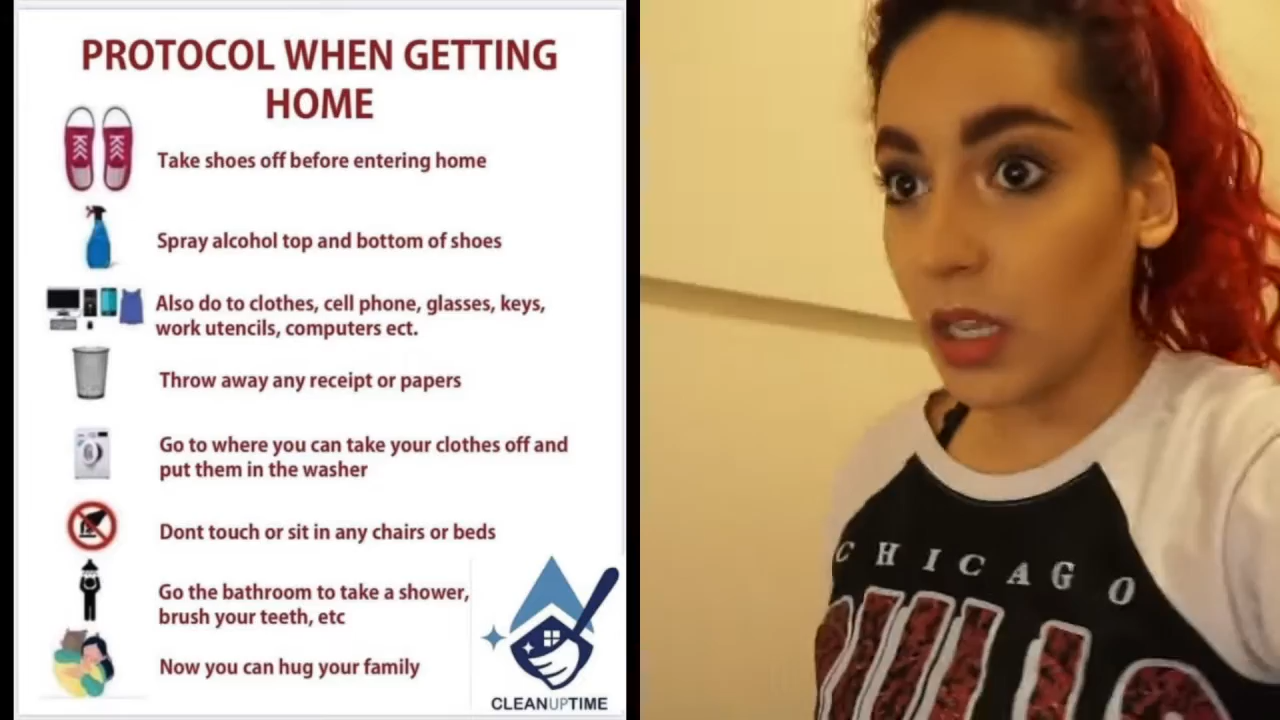 PROTOCOL WHEN GETTING
HOME
Take shoes off before entering home
Spray alcohol top and bottom of shoes
Also do to clothes, cell phone, glasses, keys,
work utencils, computers ect.
Throw away any receipt or papers
Go to where you can take your clothes off and
put them in the washer
Dont touch or sit in any chairs or beds
Go the bathroom to take a shower,
brush your teeth, etc
Now you can hug your family
CLEANUPTIME
CHICAGO
BULLS